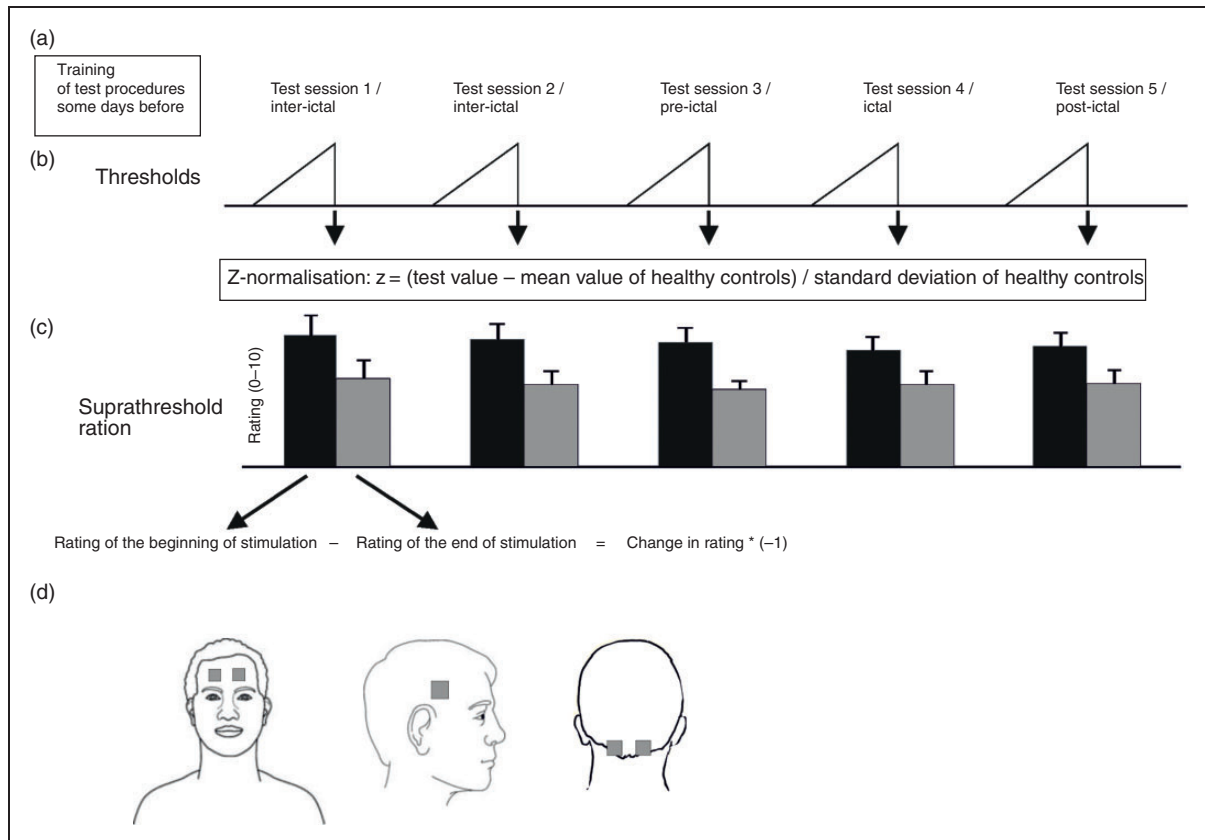 (a)
Training
of test procedures
some days before
Test session 1 /
inter-ictal
Test session 2 /
inter-ictal
Test session 3 /
pre-ictal
Test session 4 /
ictal
Test session 5 /
post-ictal
(b)
Thresholds
Z-normalisation: z = (test value – mean value of healthy controls) / standard deviation of healthy controls
(c)
Rating (0–10)
Suprathreshold
ration
Rating of the beginning of stimulation – Rating of the end of stimulation = Change in rating * (–1)
(d)